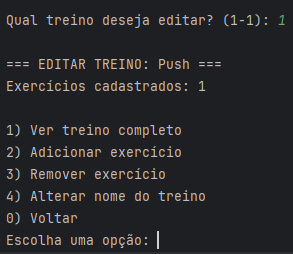 Qual treino deseja editar? (1-1): 1
=== EDITAR TREINO: Push ===
Exercícios cadastrados: 1
1) Ver treino completo
2) Adicionar exercício
3) Remover exercício
4) Alterar nome do treino
0) Voltar
Escolha uma opção: